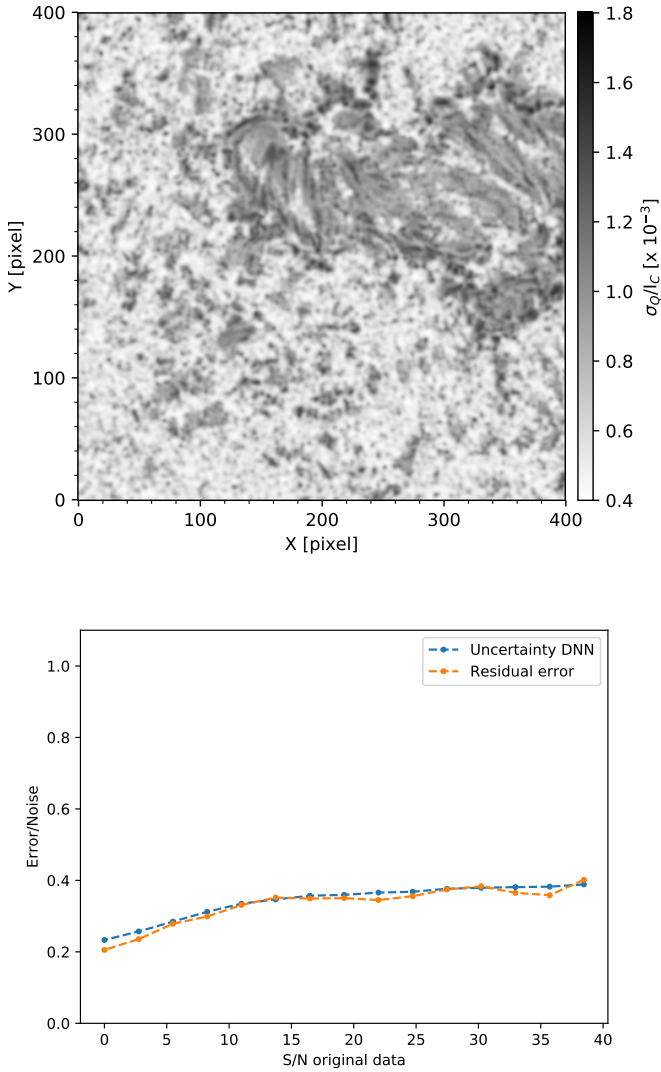 400
300
200
100
0
Y [pixel]
0 100 200 300 400
X [pixel]
1.8
1.6
1.4
1.2
1.0
0.8
0.6
0.4
σ_Q/I_C [x 10^{-3}]
Uncertainty DNN
Residual error
1.0
0.8
0.6
0.4
0.2
0.0
Error/Noise
0 5 10 15 20 25 30 35 40
S/N original data